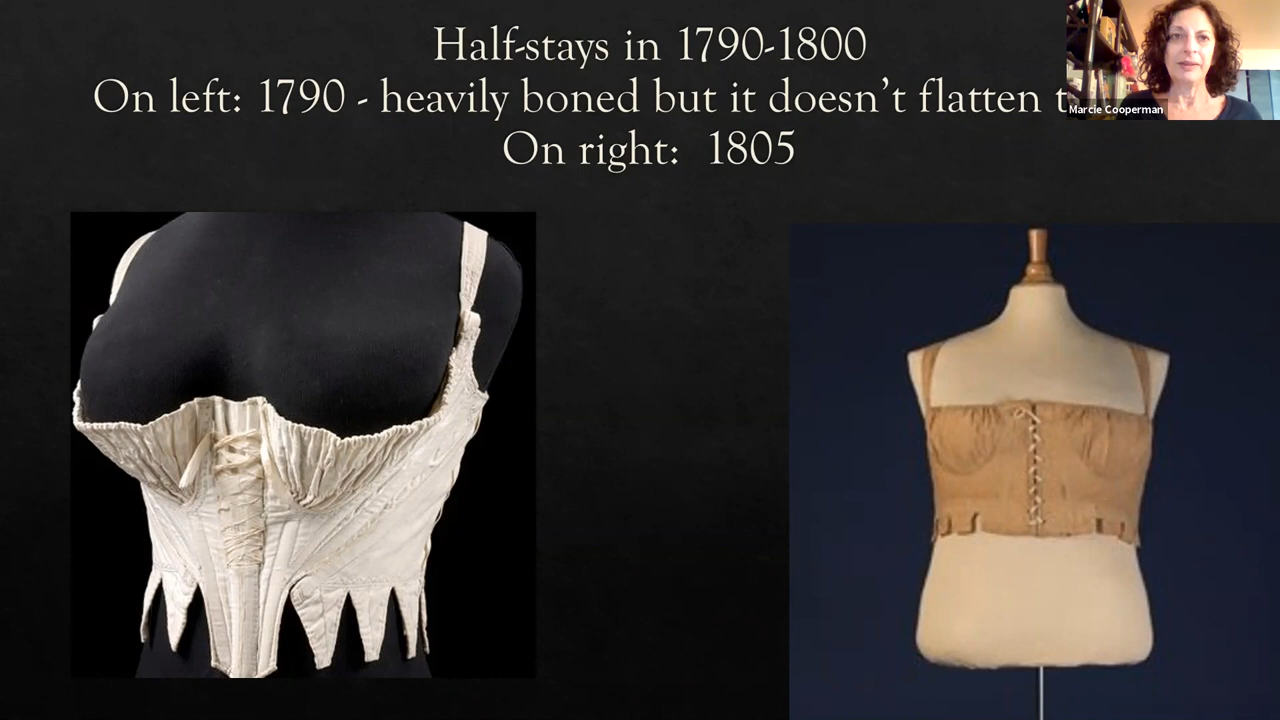 Half-stays in 1790-1800
On left: 1790 - heavily boned but it doesn't flatten
On right: 1805
Marcie Cooperman